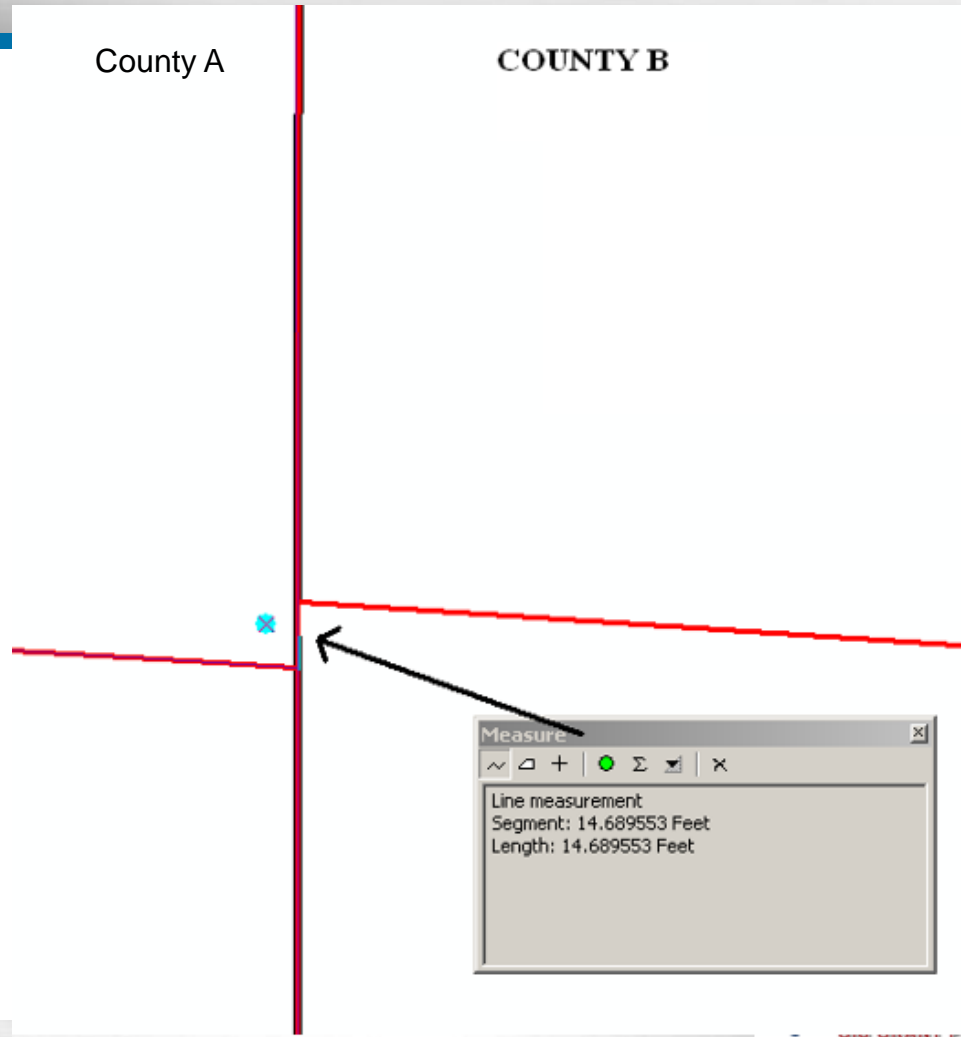 County A
COUNTY B
Measure
Line measurement
Segment: 14.689553 Feet
Length: 14.689553 Feet